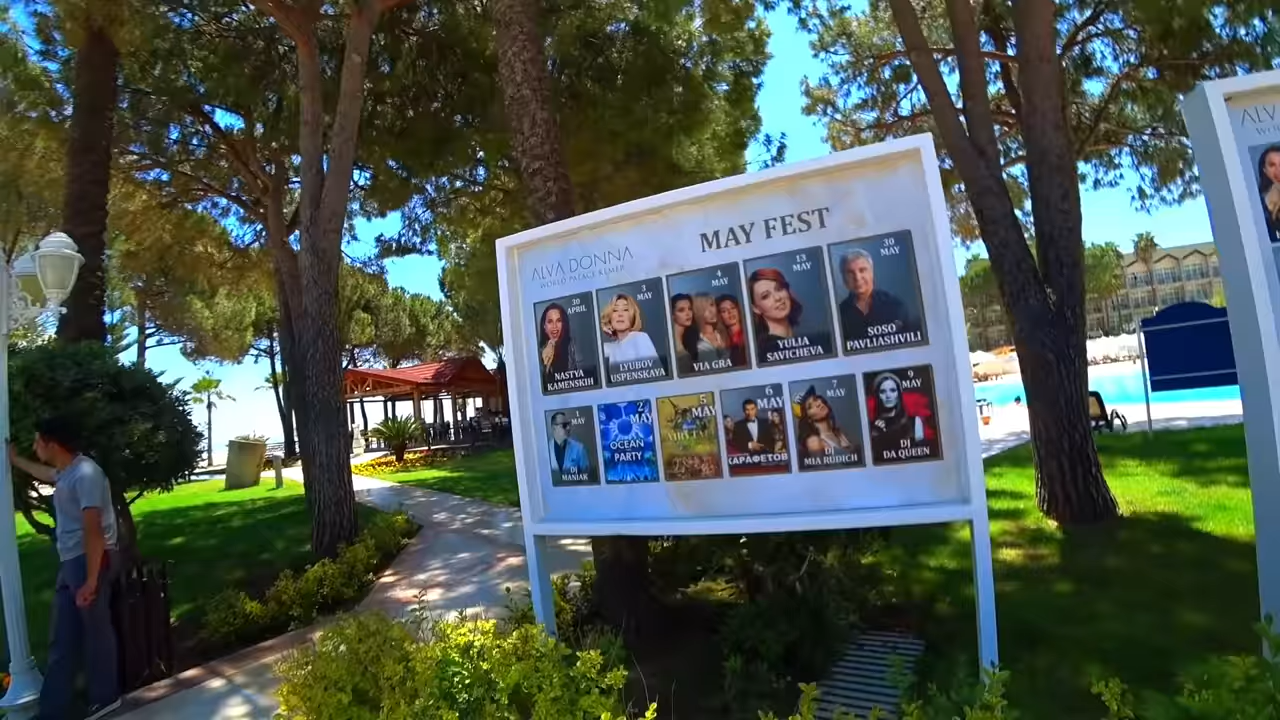 MAY FEST
ALVA DONNA
WORLD PALACE KEMER
30
APRIL
NASTYA
KAMENSKIH
3
MAY
LYUBOV
USPENSKAYA
4
MAY
VIA GRA
13
MAY
YULIA
SAVICHEVA
30
MAY
SOSO
PAVLIASHVILI
1
MAY
DJ
MANIAK
2
MAY
OCEAN
PARTY
5
MAY
6
MAY
КАРАФЕТОВ
7
MAY
DJ
MIA RUDICH
9
MAY
DJ
DA QUEEN
ALV